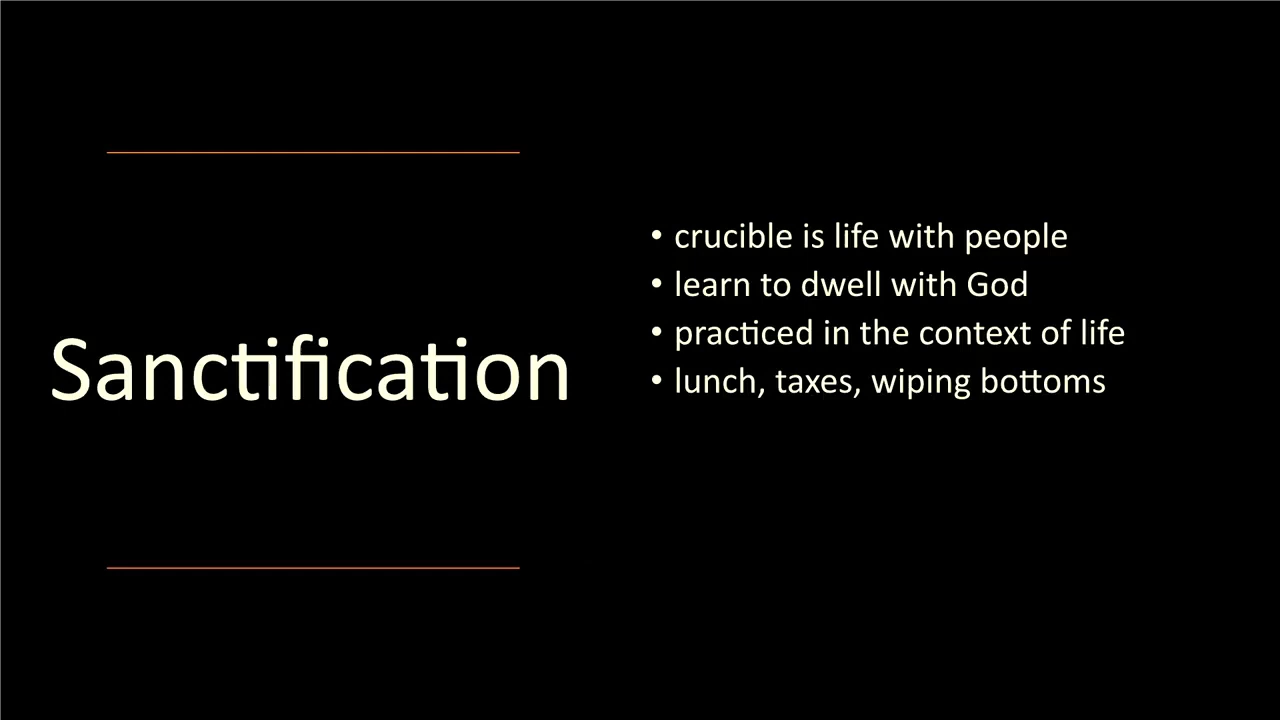 Sanctification
• crucible is life with people
• learn to dwell with God
• practiced in the context of life
• lunch, taxes, wiping bottoms